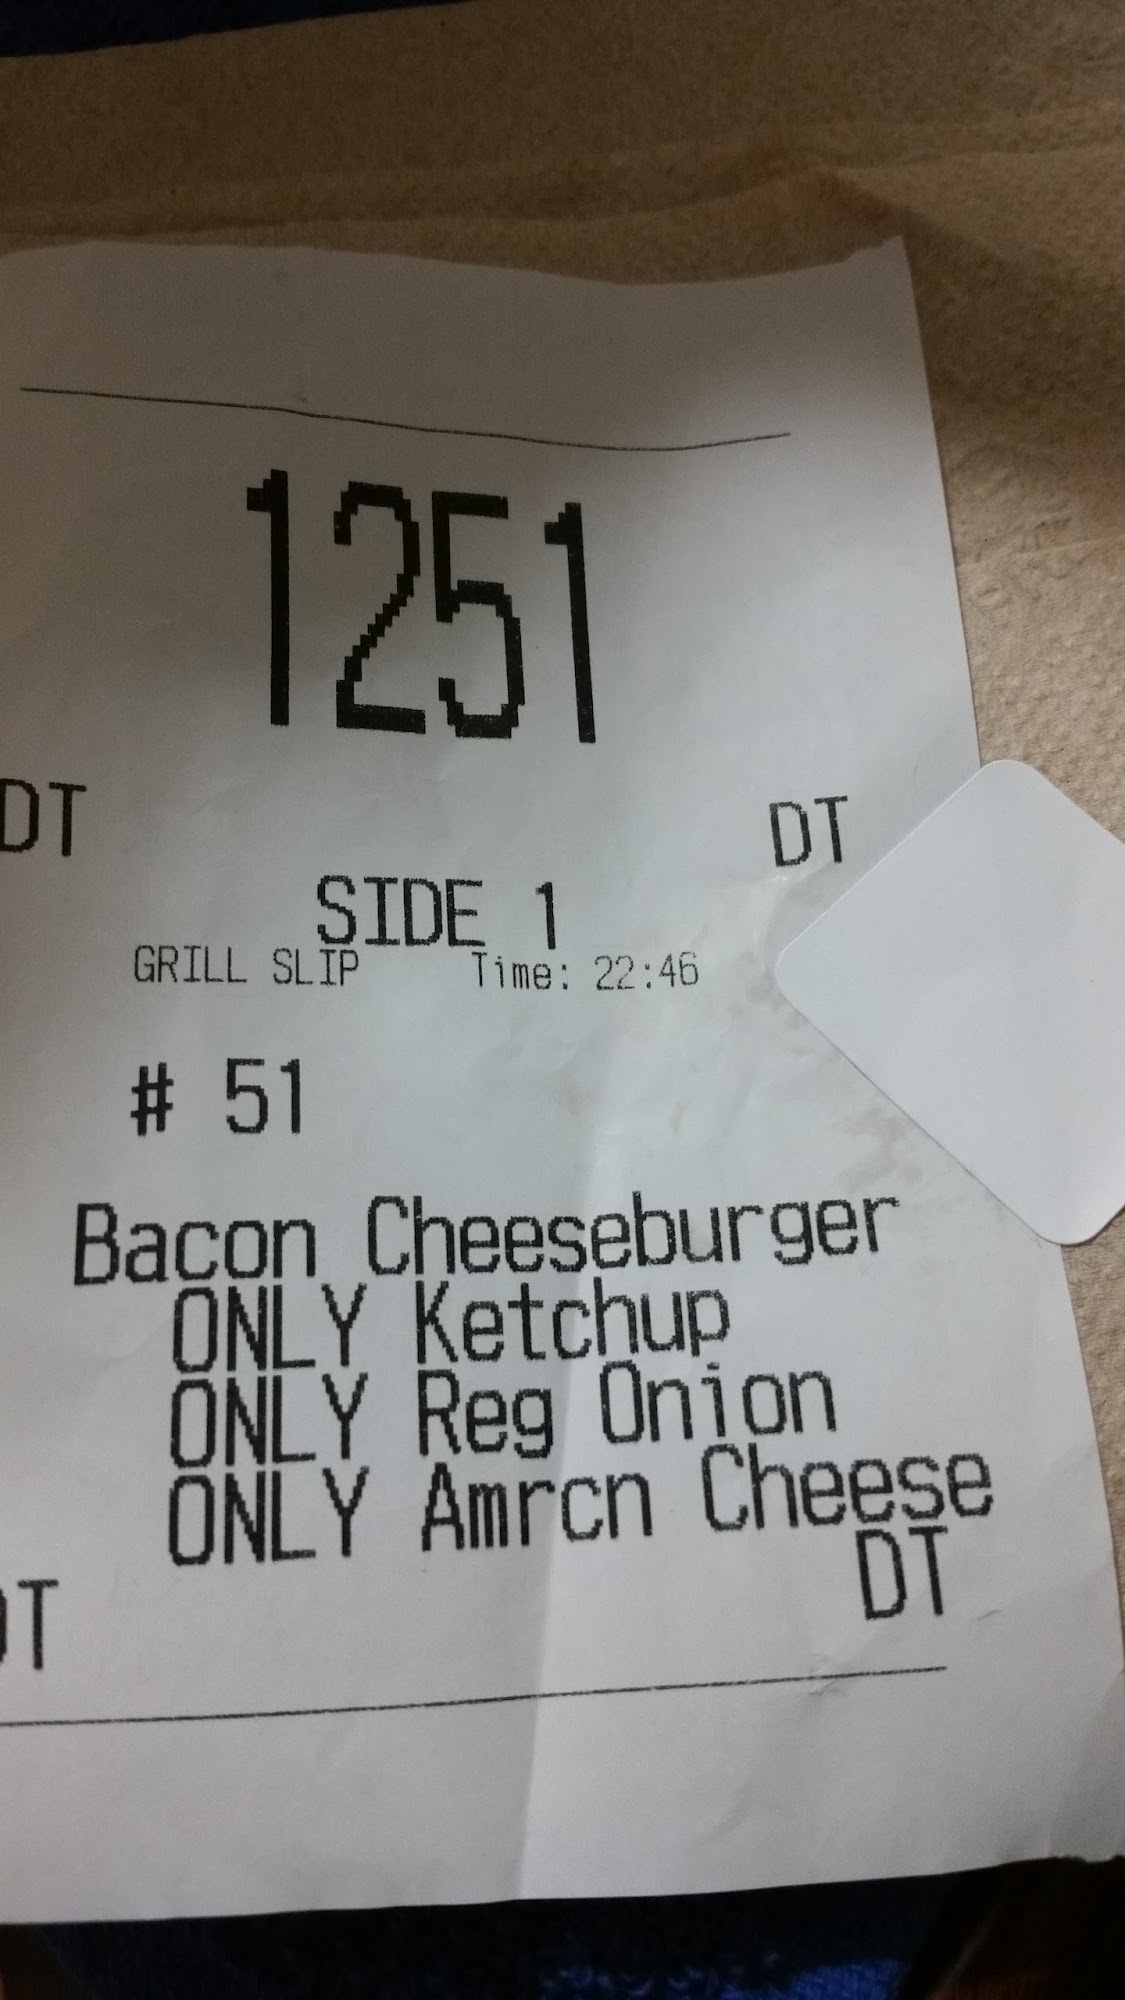 1251
DT DT
SIDE 1
GRILL SLIP Time: 22:46
# 51
Bacon Cheeseburger
ONLY Ketchup
ONLY Reg Onion
ONLY Amrcn Cheese
DT DT